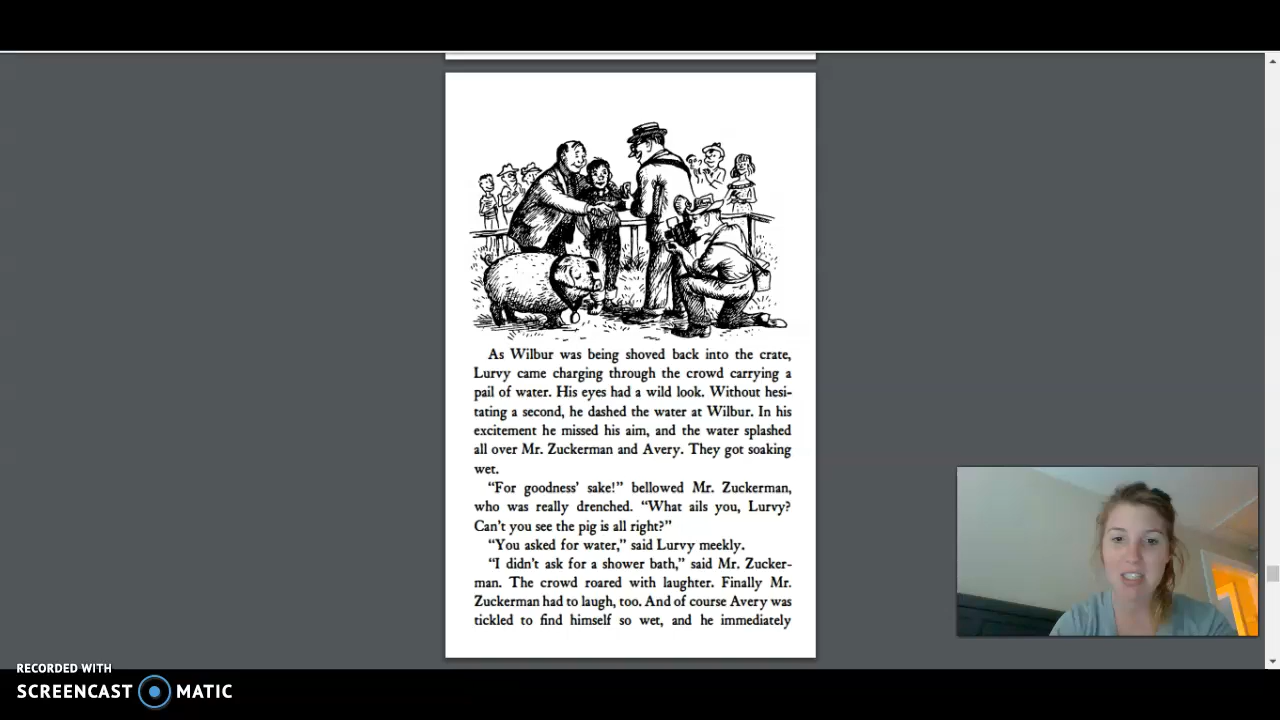 As Wilbur was being shoved back into the crate,
Lurvy came charging through the crowd carrying a
pail of water. His eyes had a wild look. Without hesi-
tating a second, he dashed the water at Wilbur. In his
excitement he missed his aim, and the water splashed
all over Mr. Zuckerman and Avery. They got soaking
wet.
“For goodness’ sake!” bellowed Mr. Zuckerman,
who was really drenched. “What ails you, Lurvy?
Can’t you see the pig is all right?”
“You asked for water,” said Lurvy meekly.
“I didn’t ask for a shower bath,” said Mr. Zucker-
man. The crowd roared with laughter. Finally Mr.
Zuckerman had to laugh, too. And of course Avery was
tickled to find himself so wet, and he immediately
RECORDED WITH
SCREENCAST MATIC